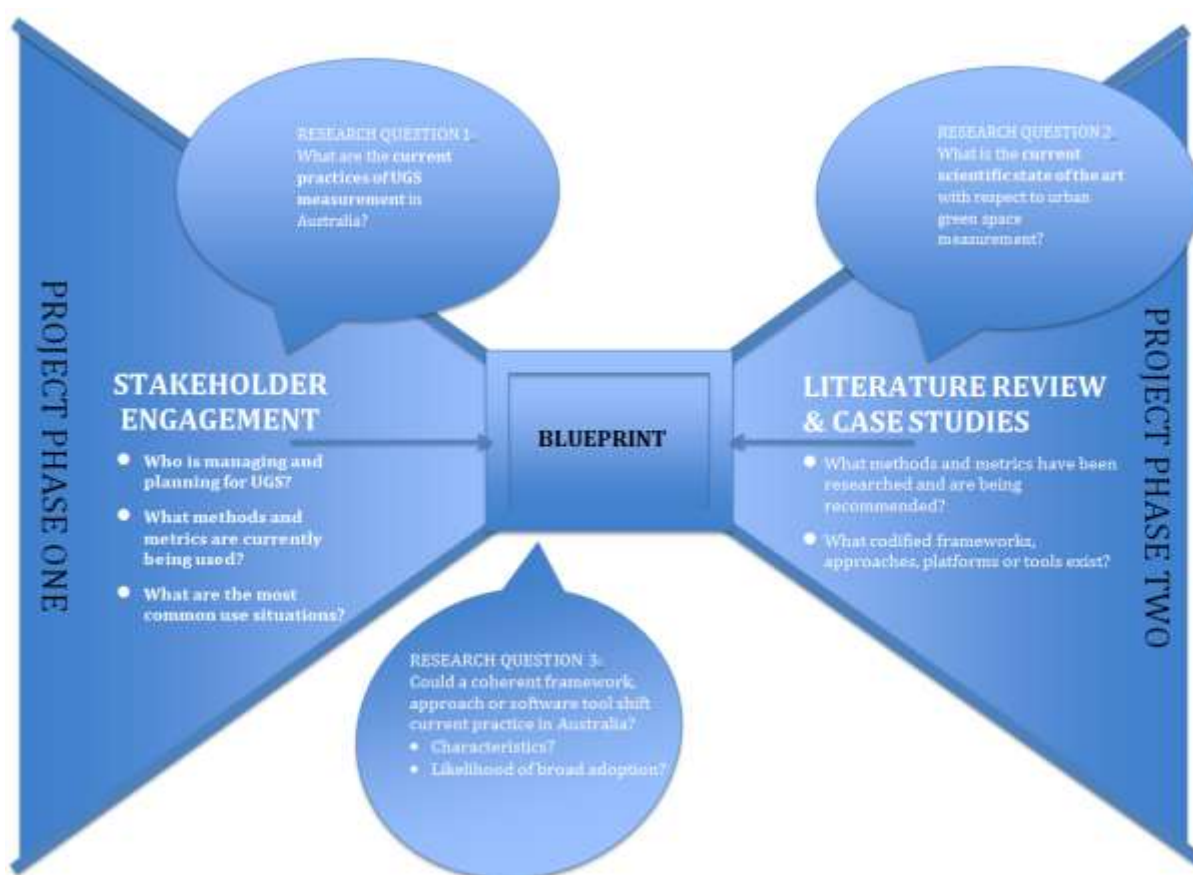 PROJECT PHASE ONE
RESEARCH QUESTION 1.
What are the current
practices of UGS
measurement in
Australia?
STAKEHOLDER
ENGAGEMENT
• Who is managing and
planning for UGS?
• What methods and
metrics are currently
being used?
• What are the most
common use situations?
BLUEPRINT
RESEARCH QUESTION 3.
Could a coherent framework,
approach or software tool shift
current practice in Australia?
• Characteristics?
• Likelihood of broad adoption?
RESEARCH QUESTION 2.
What is the current
scientific state of the art
with respect to urban
green space
measurement?
LITERATURE REVIEW
& CASE STUDIES
• What methods and metrics have been
researched and are being
recommended?
• What codified frameworks,
approaches, platforms or tools exist?
PROJECT PHASE TWO